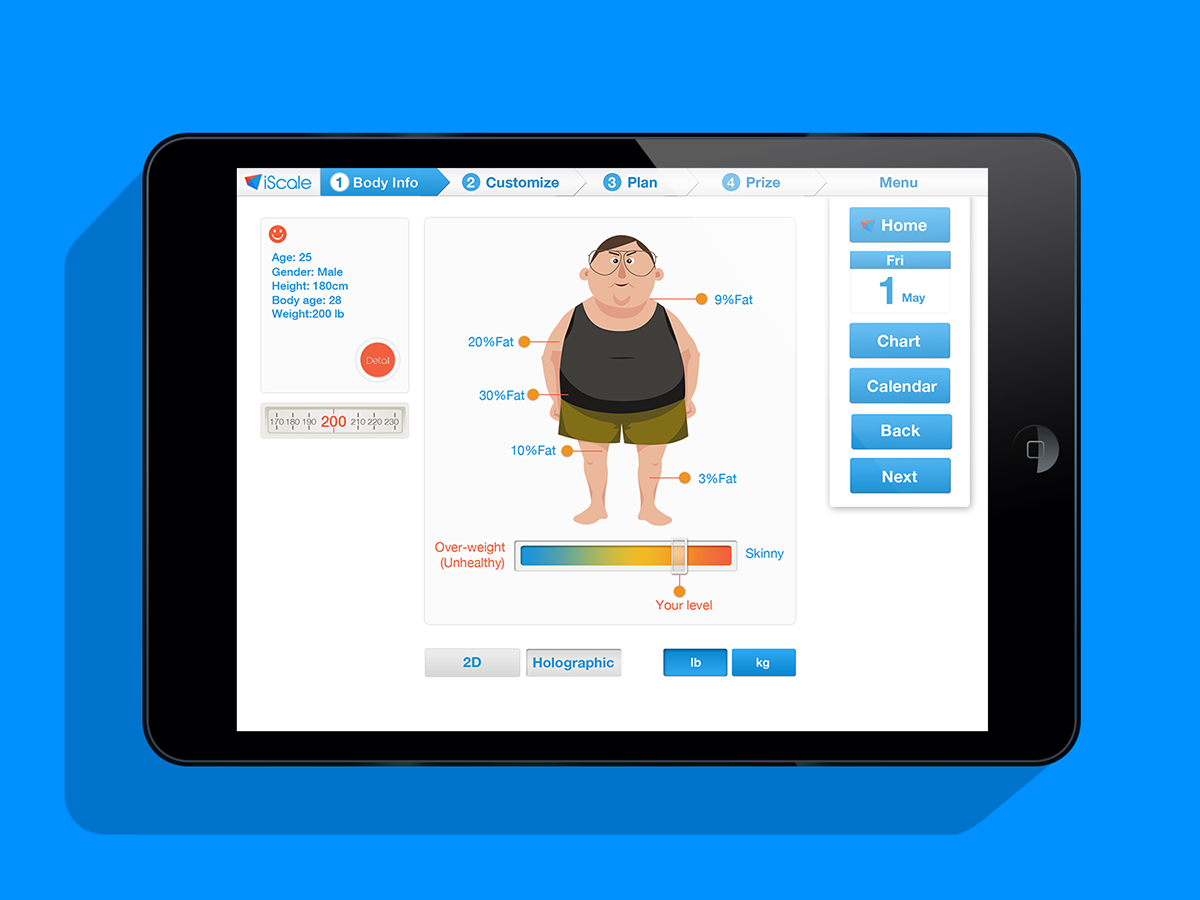 iScale
1 Body Info
2 Customize
3 Plan
4 Prize
Menu
Age: 25
Gender: Male
Height: 180cm
Body age: 28
Weight:200 lb
Detail
170 180 190 200 210 220 230
9%Fat
20%Fat
30%Fat
10%Fat
3%Fat
Over-weight
(Unhealthy)
Skinny
Your level
2D
Holographic
lb
kg
Home
Fri
1 May
Chart
Calendar
Back
Next